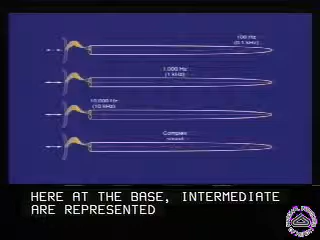 100 Hz
(0.1 kHz)
1,000 Hz
(1 kHz)
10,000 Hz
(10 kHz)
Complex
sound
HERE AT THE BASE, INTERMEDIATE
ARE REPRESENTED